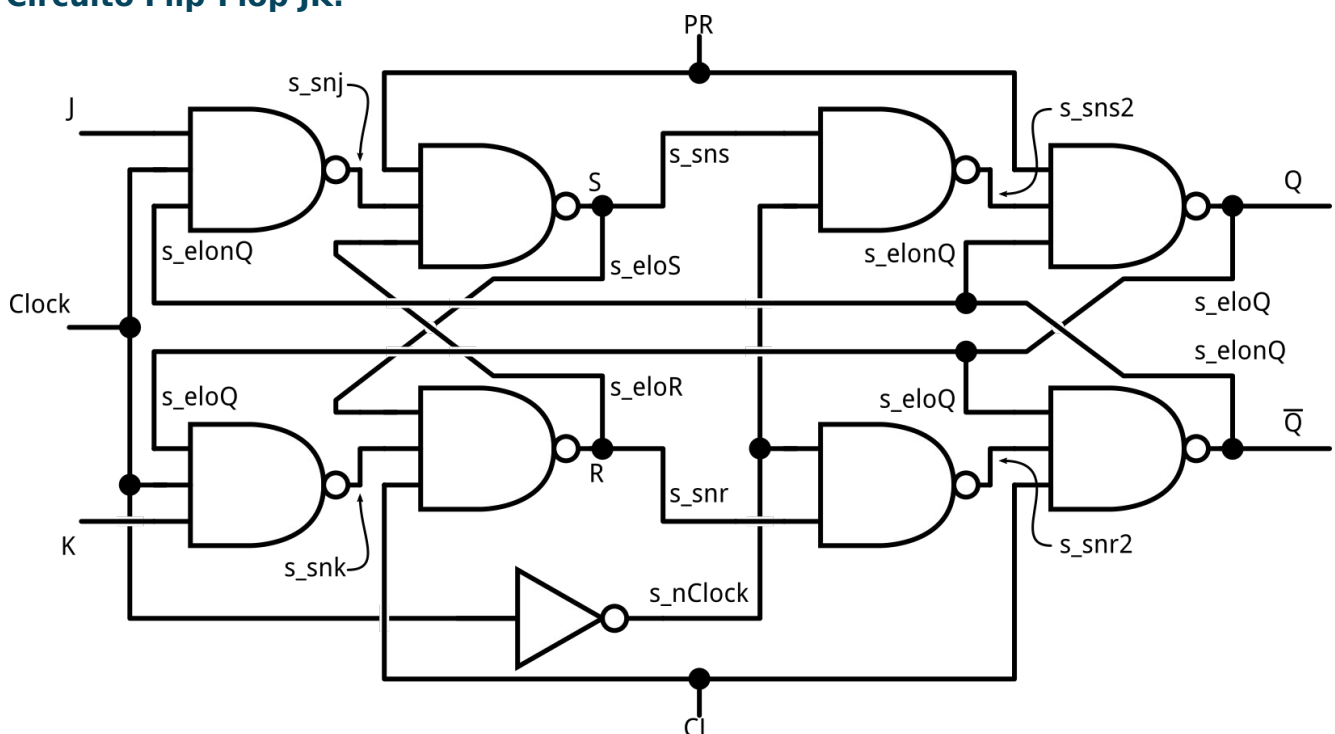 Circuito Flip-Flop JK:
PR
s_snj
J
s_sns2
s_sns
S
Q
s_elonQ
s_elonQ
s_eloS
Clock
s_eloQ
s_elonQ
s_eloR
s_eloQ
s_eloQ
Q
R
s_snr
K
s_snr2
s_snk
s_nClock